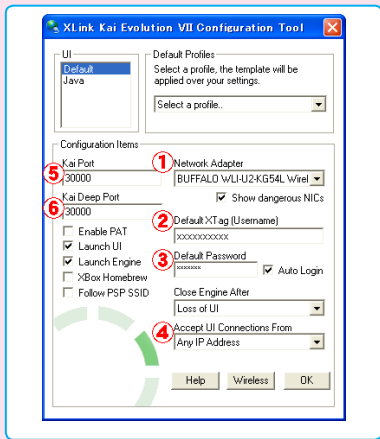 XLink Kai Evolution VII Configuration Tool
UI
Default
Java
Default Profiles
Select a profile, the template will be
applied over your settings.
Select a profile..
Configuration Items
Kai Port
⑤
30000
Kai Deep Port
⑥
30000
Enable PAT
Launch UI
Launch Engine
XBox Homebrew
Follow PSP SSID
① Network Adapter
BUFFALO WLI-U2-KG54L Wirel
Show dangerous NICs
② Default XTag (Username)
xxxxxxxxxx
③ Default Password
xxxxxxx
Auto Login
Close Engine After
Loss of UI
④ Accept UI Connections From
Any IP Address
Help Wireless OK